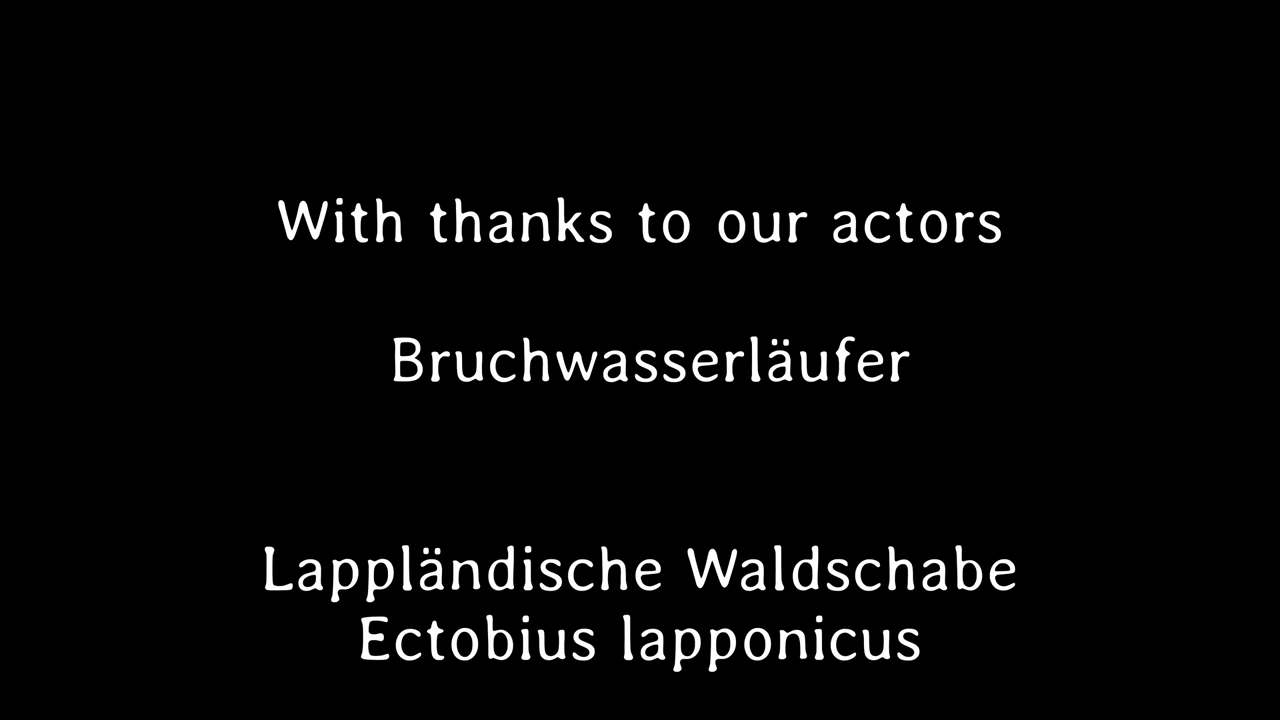 With thanks to our actors
Bruchwasserläufer
Lappländische Waldschabe
Ectobius lapponicus